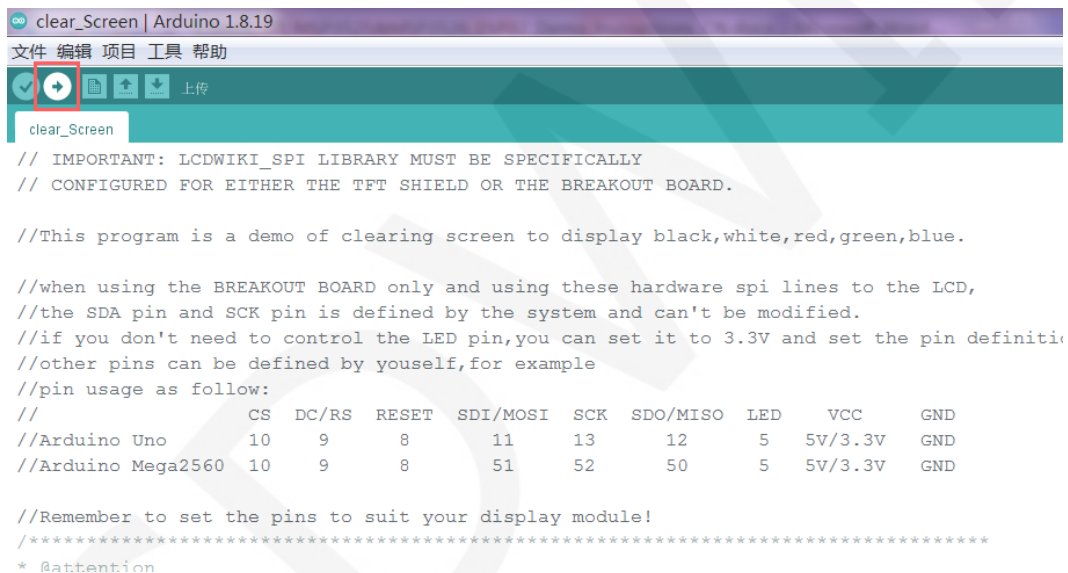 clear_Screen | Arduino 1.8.19
文件 编辑 项目 工具 帮助
上传
clear_Screen
// IMPORTANT: LCDWIKI_SPI LIBRARY MUST BE SPECIFICALLY
// CONFIGURED FOR EITHER THE TFT SHIELD OR THE BREAKOUT BOARD.
//This program is a demo of clearing screen to display black,white,red,green,blue.
//when using the BREAKOUT BOARD only and using these hardware spi lines to the LCD,
//the SDA pin and SCK pin is defined by the system and can't be modified.
//if you don't need to control the LED pin,you can set it to 3.3V and set the pin definitio
//other pins can be defined by youself,for example
//pin usage as follow:
// CS DC/RS RESET SDI/MOSI SCK SDO/MISO LED VCC GND
//Arduino Uno 10 9 8 11 13 12 5 5V/3.3V GND
//Arduino Mega2560 10 9 8 51 52 50 5 5V/3.3V GND
//Remember to set the pins to suit your display module!
/***********************************************************************************
* @attention